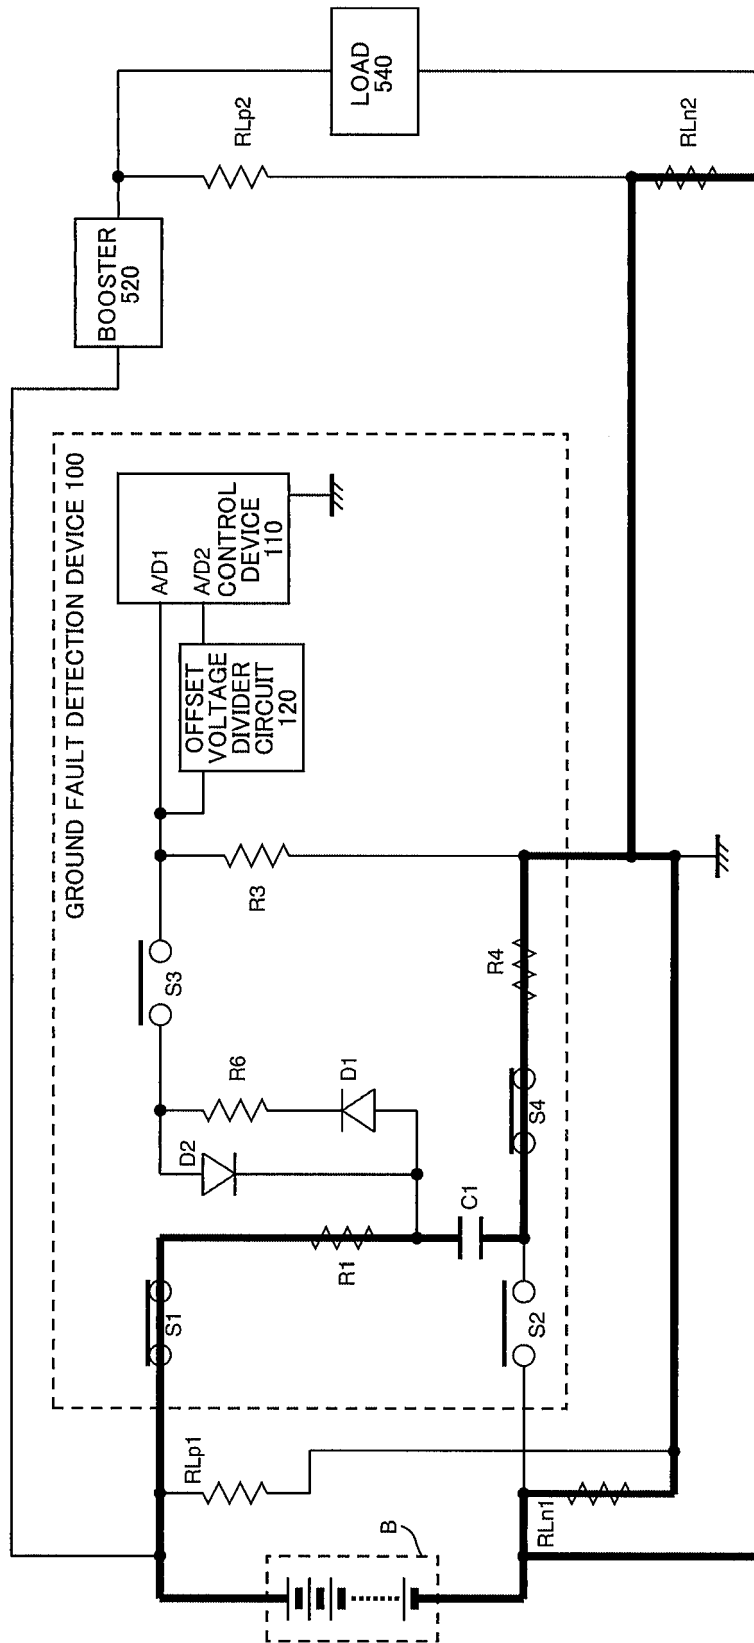 LOAD
540
RLp2
RLn2
BOOSTER
520
GROUND FAULT DETECTION DEVICE 100
A/D1
A/D2
CONTROL
DEVICE
110
OFFSET
VOLTAGE
DIVIDER
CIRCUIT
120
R3
S3
R4
R6
D1
D2
S4
C1
R1
S1
S2
RLp1
RLn1
B